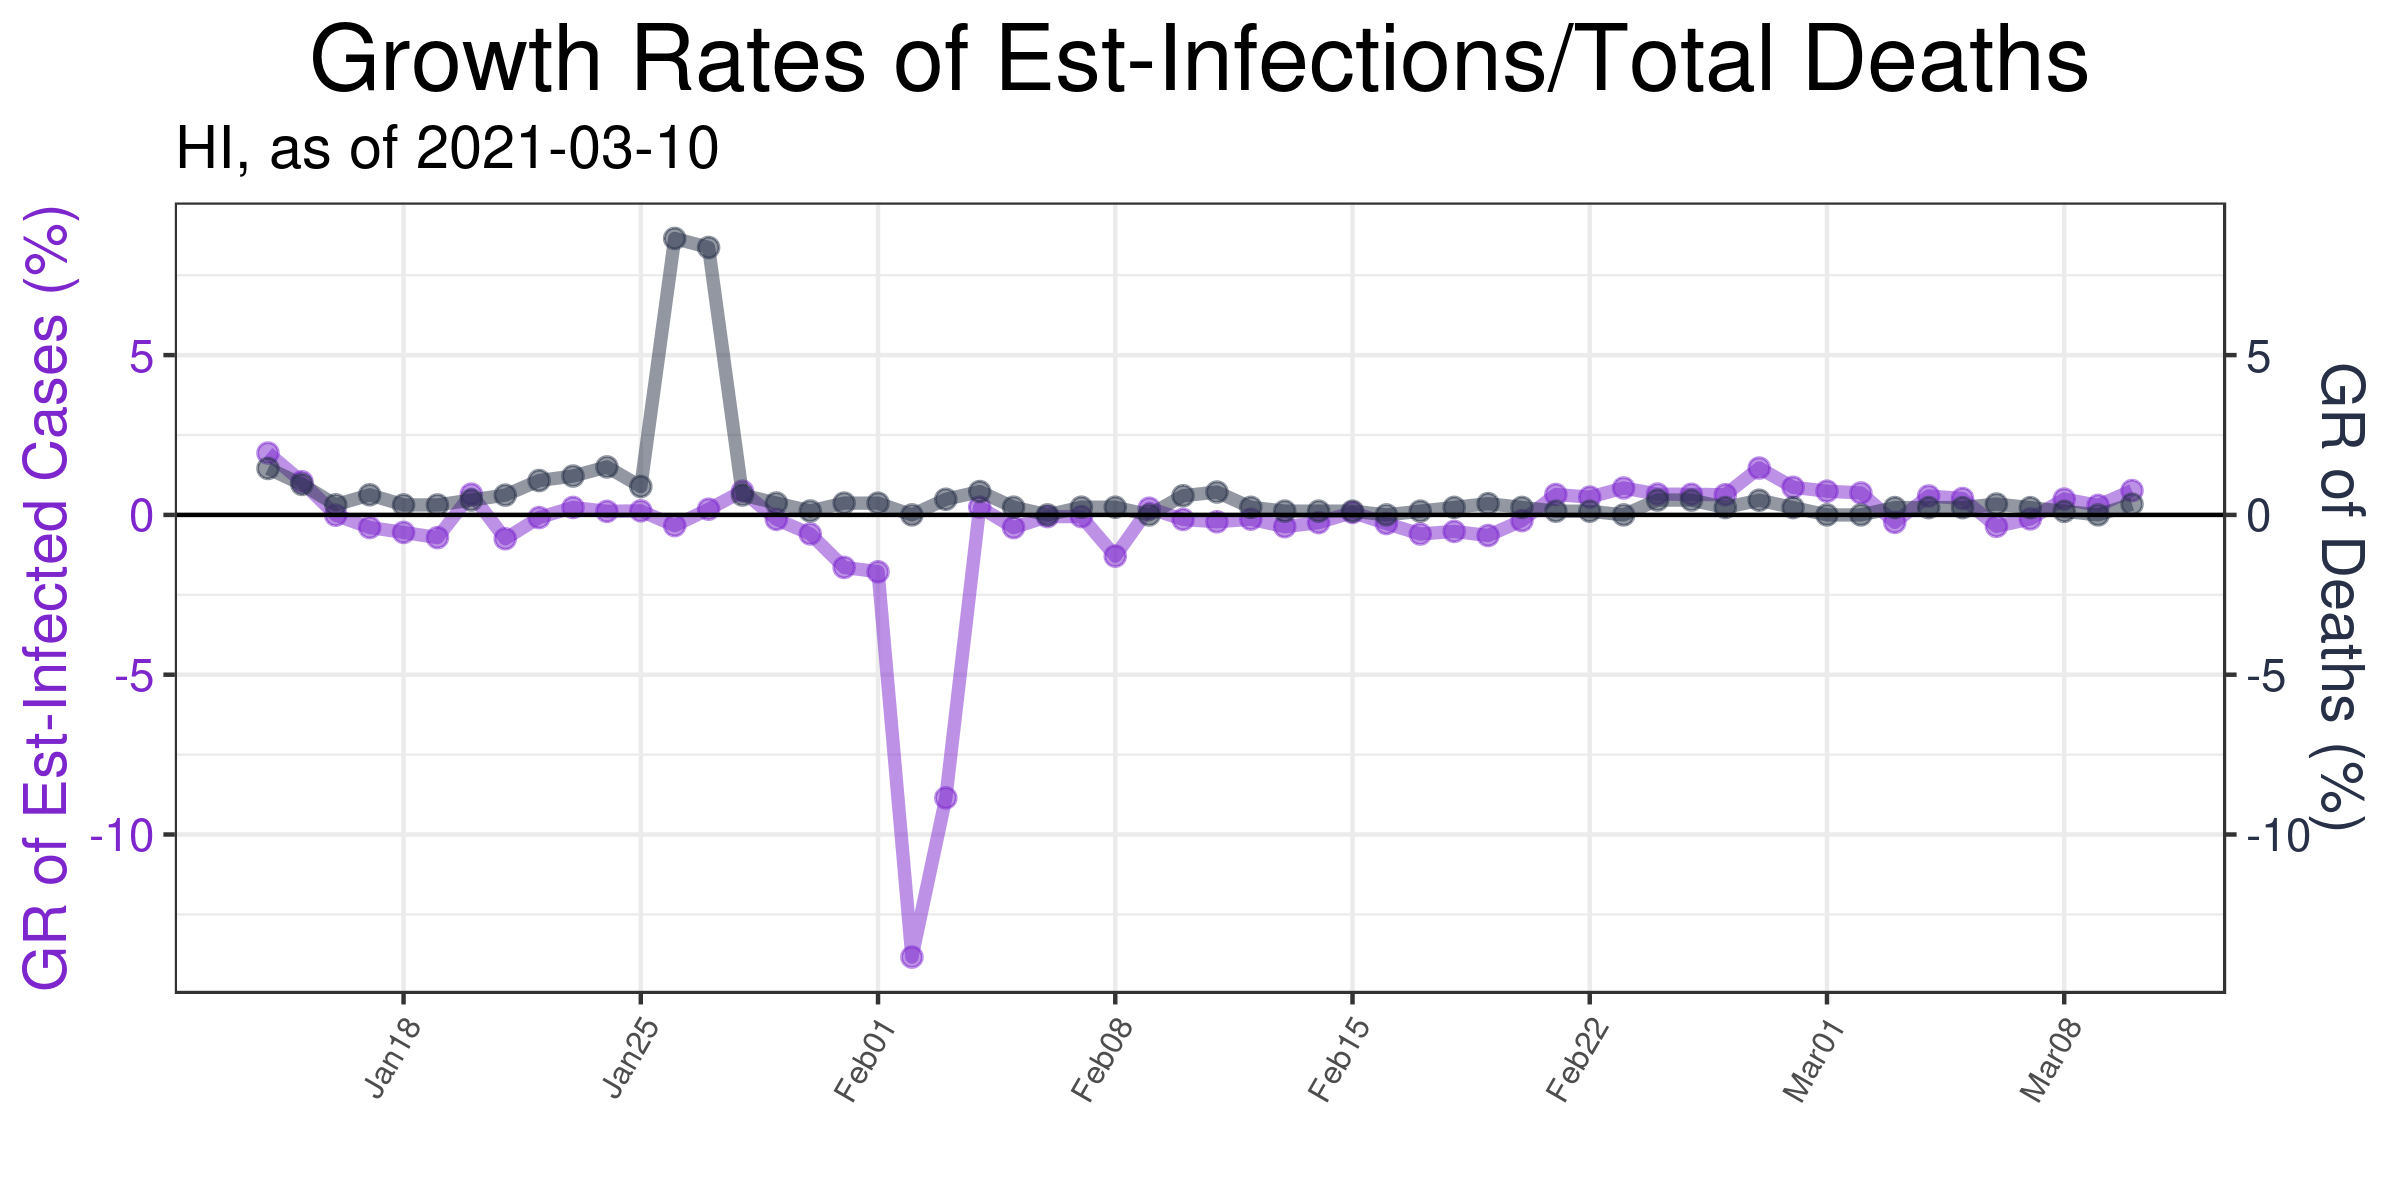 Growth Rates of Est-Infections/Total Deaths
HI, as of 2021-03-10
GR of Est-Infected Cases (%)
5
0
-5
-10
5
0
-5
-10
GR of Deaths (%)
Jan18
Jan25
Feb01
Feb08
Feb15
Feb22
Mar01
Mar08